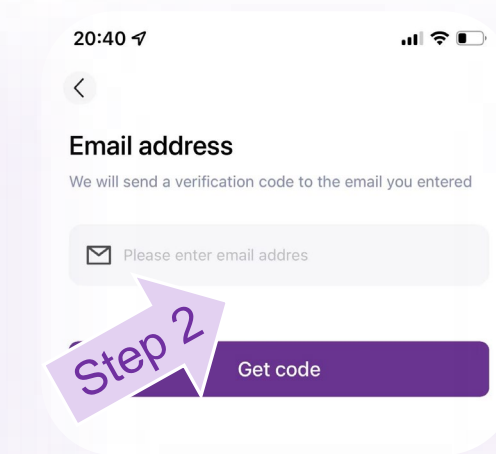 20:40
Email address
We will send a verification code to the email you entered
Please enter email addres
Step 2
Get code